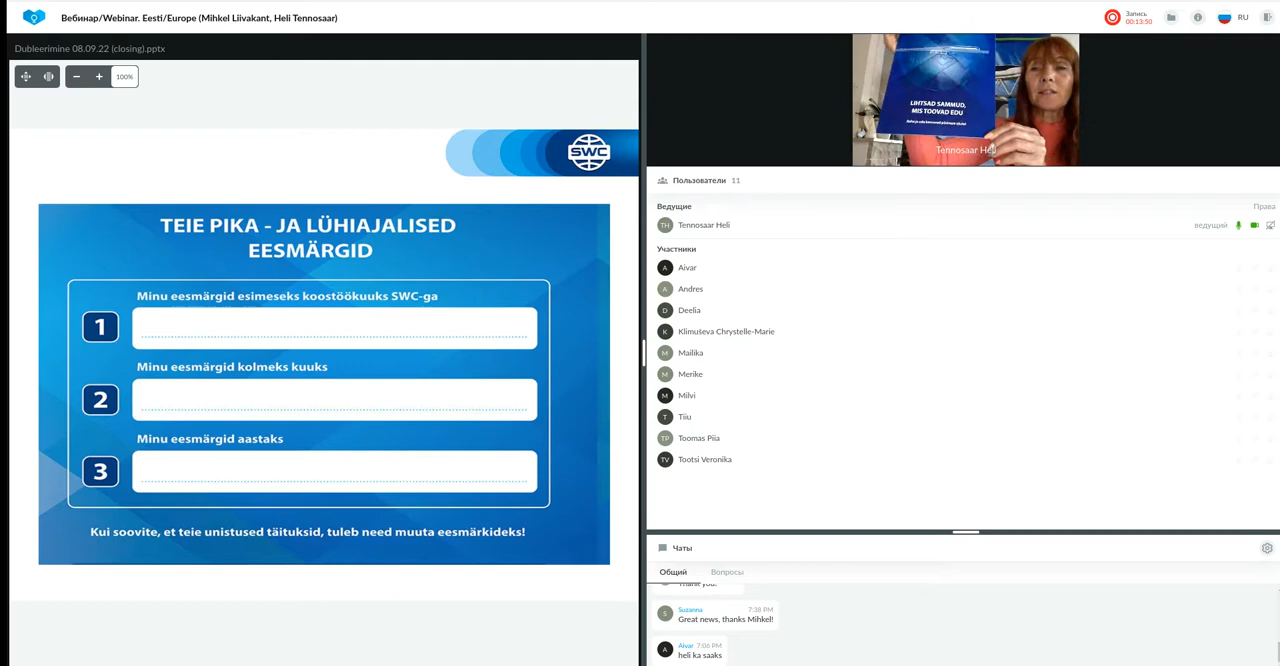 Вебинар/Webinar. Eesti/Europe (Mihkel Liivakant, Heli Tennosaar)
Запись
00:13:50
RU
Dubleerimine 08.09.22 (closing).pptx
100%
SWC
TEIE PIKA - JA LÜHIAJALISED
EESMÄRGID
Minu eesmärgid esimeseks koostöökuuks SWC-ga
1
Minu eesmärgid kolmeks kuuks
2
Minu eesmärgid aastaks
3
Kui soovite, et teie unistused täituksid, tuleb need muuta eesmärkideks!
LIHTSAD SAMMUD,
MIS TOOVAD EDU
Tennosaar Heli
Пользователи 11
Ведущие
Права
TH Tennosaar Heli
ведущий
Участники
A Aivar
A Andres
D Deelia
K Klimuševa Chrystelle-Marie
M Mailika
M Merike
M Milvi
T Tiiu
TP Toomas Piia
TV Tootsi Veronika
Чаты
Общий Вопросы
Thank you!
S Suzanna 7:38 PM
Great news, thanks Mihkel!
A Aivar 7:06 PM
heli ka saaks